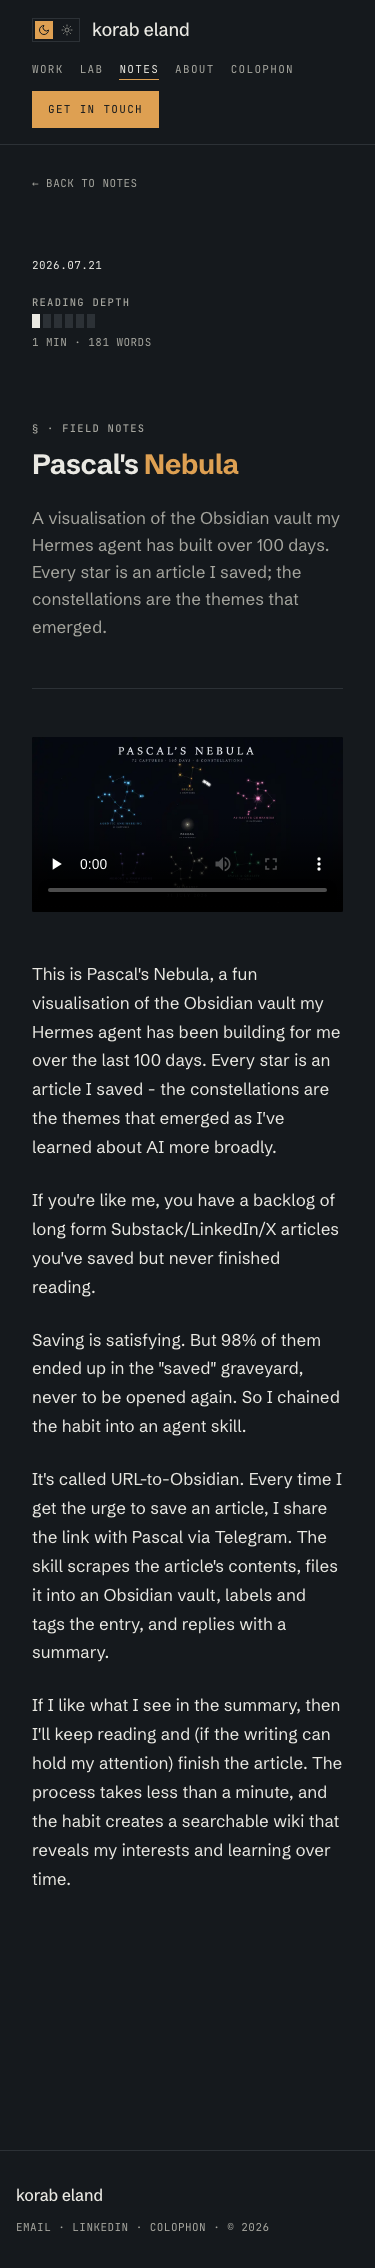 korab eland
WORK LAB NOTES ABOUT COLOPHON
GET IN TOUCH
← BACK TO NOTES
2026.07.21
READING DEPTH
1 MIN · 181 WORDS
§ · FIELD NOTES
Pascal's Nebula
A visualisation of the Obsidian vault my
Hermes agent has built over 100 days.
Every star is an article I saved; the
constellations are the themes that
emerged.
PASCAL'S NEBULA
0:00
This is Pascal's Nebula, a fun
visualisation of the Obsidian vault my
Hermes agent has been building for me
over the last 100 days. Every star is an
article I saved - the constellations are
the themes that emerged as I've
learned about AI more broadly.
If you're like me, you have a backlog of
long form Substack/LinkedIn/X articles
you've saved but never finished
reading.
Saving is satisfying. But 98% of them
ended up in the "saved" graveyard,
never to be opened again. So I chained
the habit into an agent skill.
It's called URL-to-Obsidian. Every time I
get the urge to save an article, I share
the link with Pascal via Telegram. The
skill scrapes the article's contents, files
it into an Obsidian vault, labels and
tags the entry, and replies with a
summary.
If I like what I see in the summary, then
I'll keep reading and (if the writing can
hold my attention) finish the article. The
process takes less than a minute, and
the habit creates a searchable wiki that
reveals my interests and learning over
time.
korab eland
EMAIL · LINKEDIN · COLOPHON · © 2026